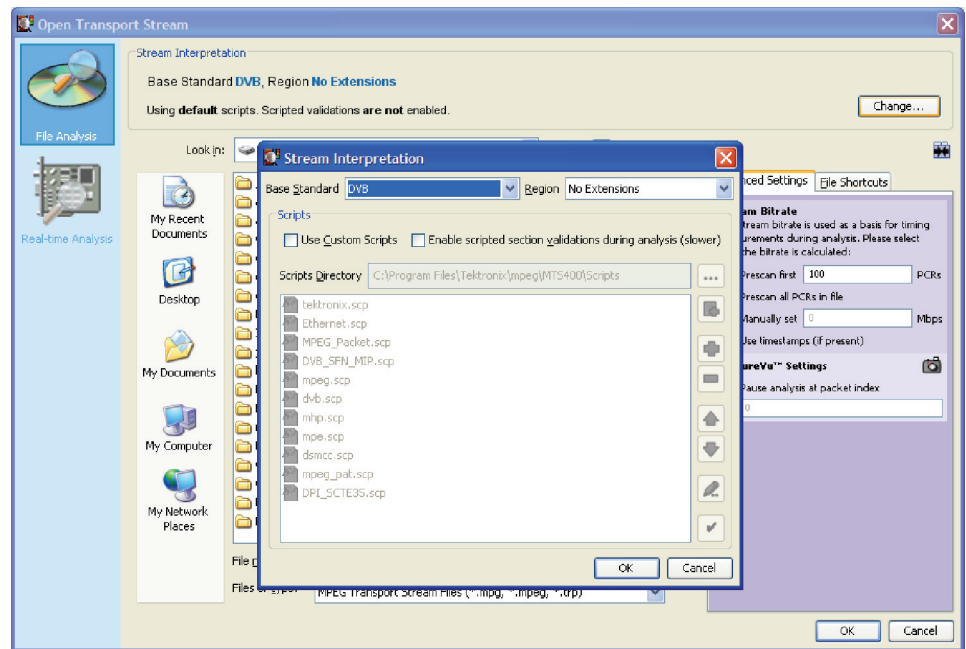 Open Transport Stream
File Analysis
Real-time Analysis
Stream Interpretation
Base Standard DVB, Region No Extensions
Using default scripts. Scripted validations are not enabled.
Change...
Look in:
My Recent
Documents
Desktop
My Documents
My Computer
My Network
Places
Stream Interpretation
Base Standard DVB Region No Extensions
Scripts
Use Custom Scripts Enable scripted section validations during analysis (slower)
Scripts Directory C:\Program Files\Tektronix\mpeg\MTS400\Scripts ...
tektronix.scp
Ethernet.scp
MPEG_Packet.scp
DVB_SFN_MIP.scp
mpeg.scp
dvb.scp
mhp.scp
mpe.scp
dsmcc.scp
mpeg_pat.scp
DPI_SCTE35.scp
OK Cancel
Settings File Shortcuts
Bitrate
bitrate is used as a basis for timing
during analysis. Please select
the bitrate is calculated:
Prescan first 100 PCRs
Prescan all PCRs in file
Manually set 0 Mbps
Use timestamps (if present)
Settings
Pause analysis at packet index
0
File
Files MPEG Transport Stream Files (*.mpg, *.mpeg, *.trp)
OK Cancel